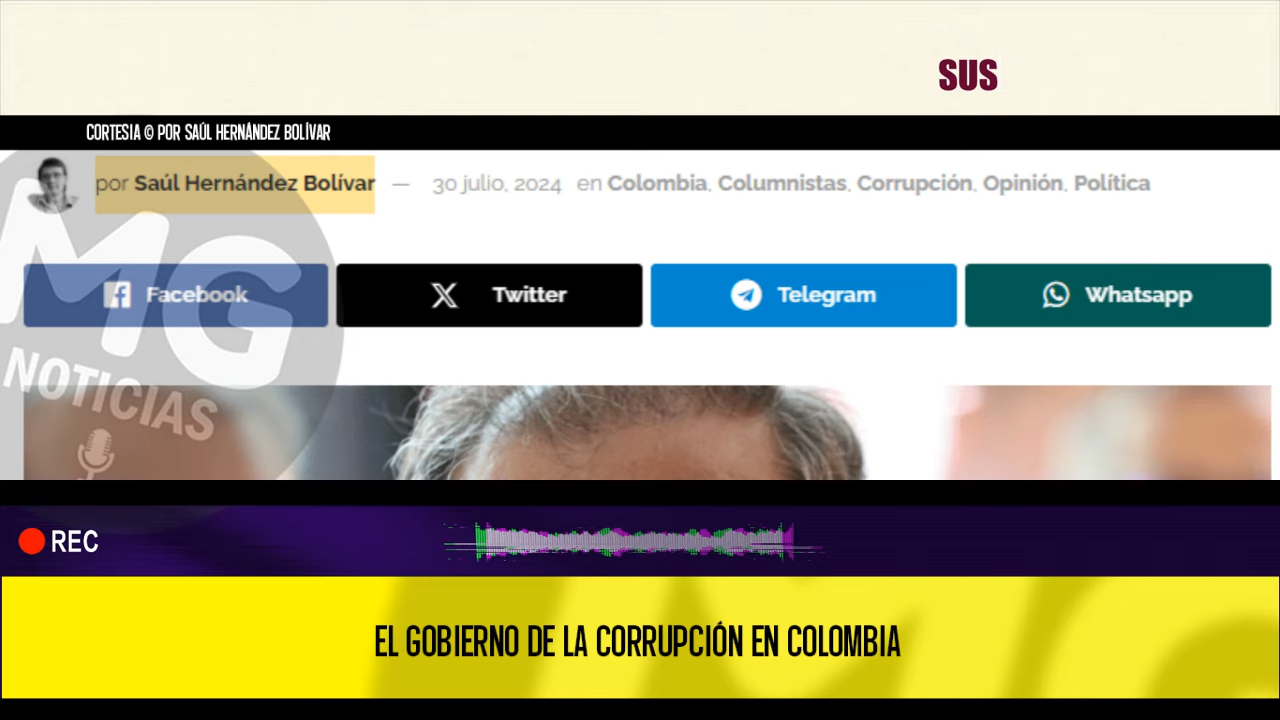 SUS
CORTESIA © POR SAÚL HERNÁNDEZ BOLÍVAR
por Saúl Hernández Bolívar — 30 julio, 2024 en Colombia, Columnistas, Corrupción, Opinión, Política
Facebook Twitter Telegram Whatsapp
MG
NOTICIAS
REC
EL GOBIERNO DE LA CORRUPCIÓN EN COLOMBIA